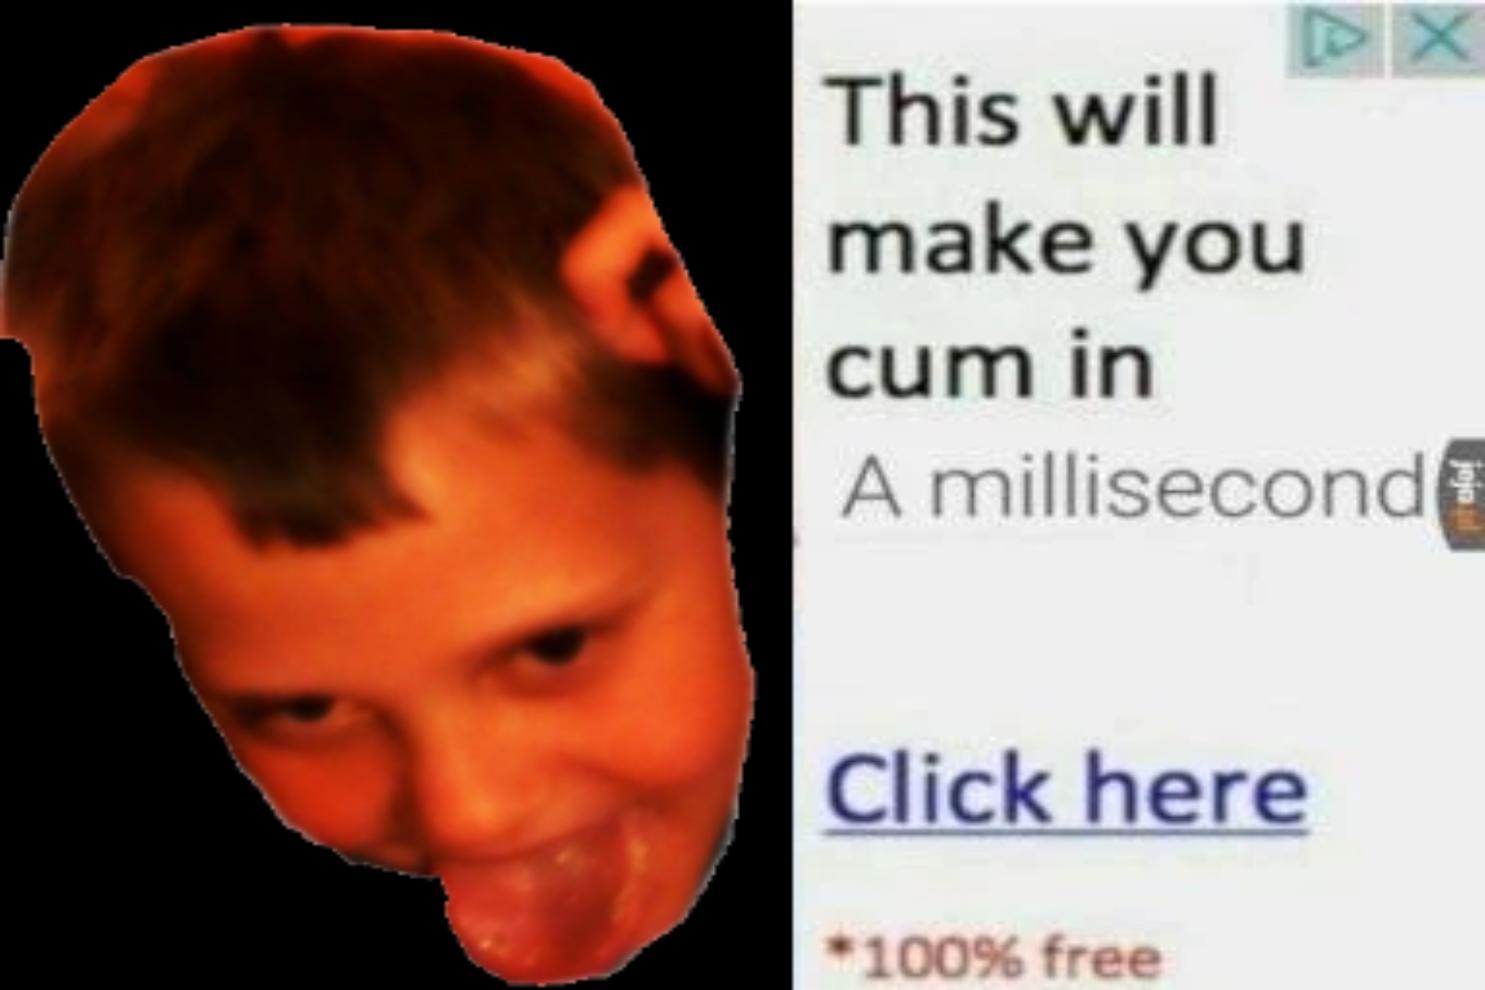 This will
make you
cum in
A millisecond
Click here
*100% free